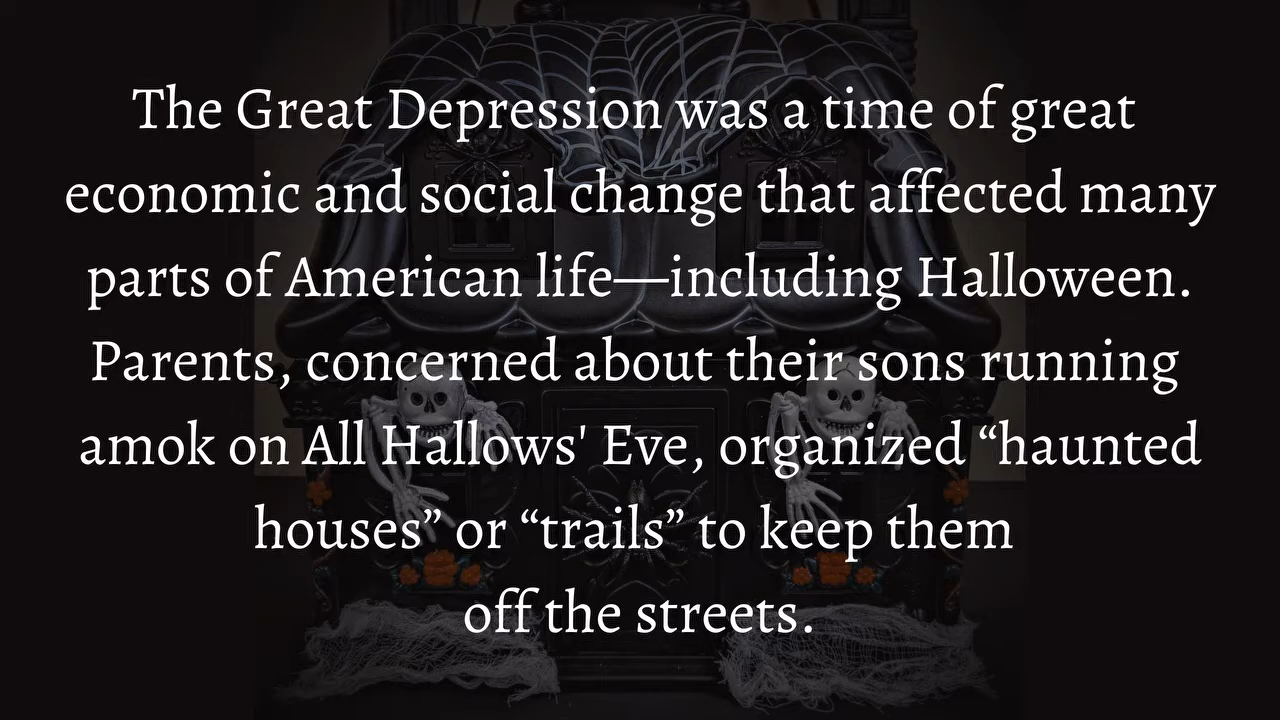 The Great Depression was a time of great
economic and social change that affected many
parts of American life—including Halloween.
Parents, concerned about their sons running
amok on All Hallows' Eve, organized “haunted
houses” or “trails” to keep them
off the streets.